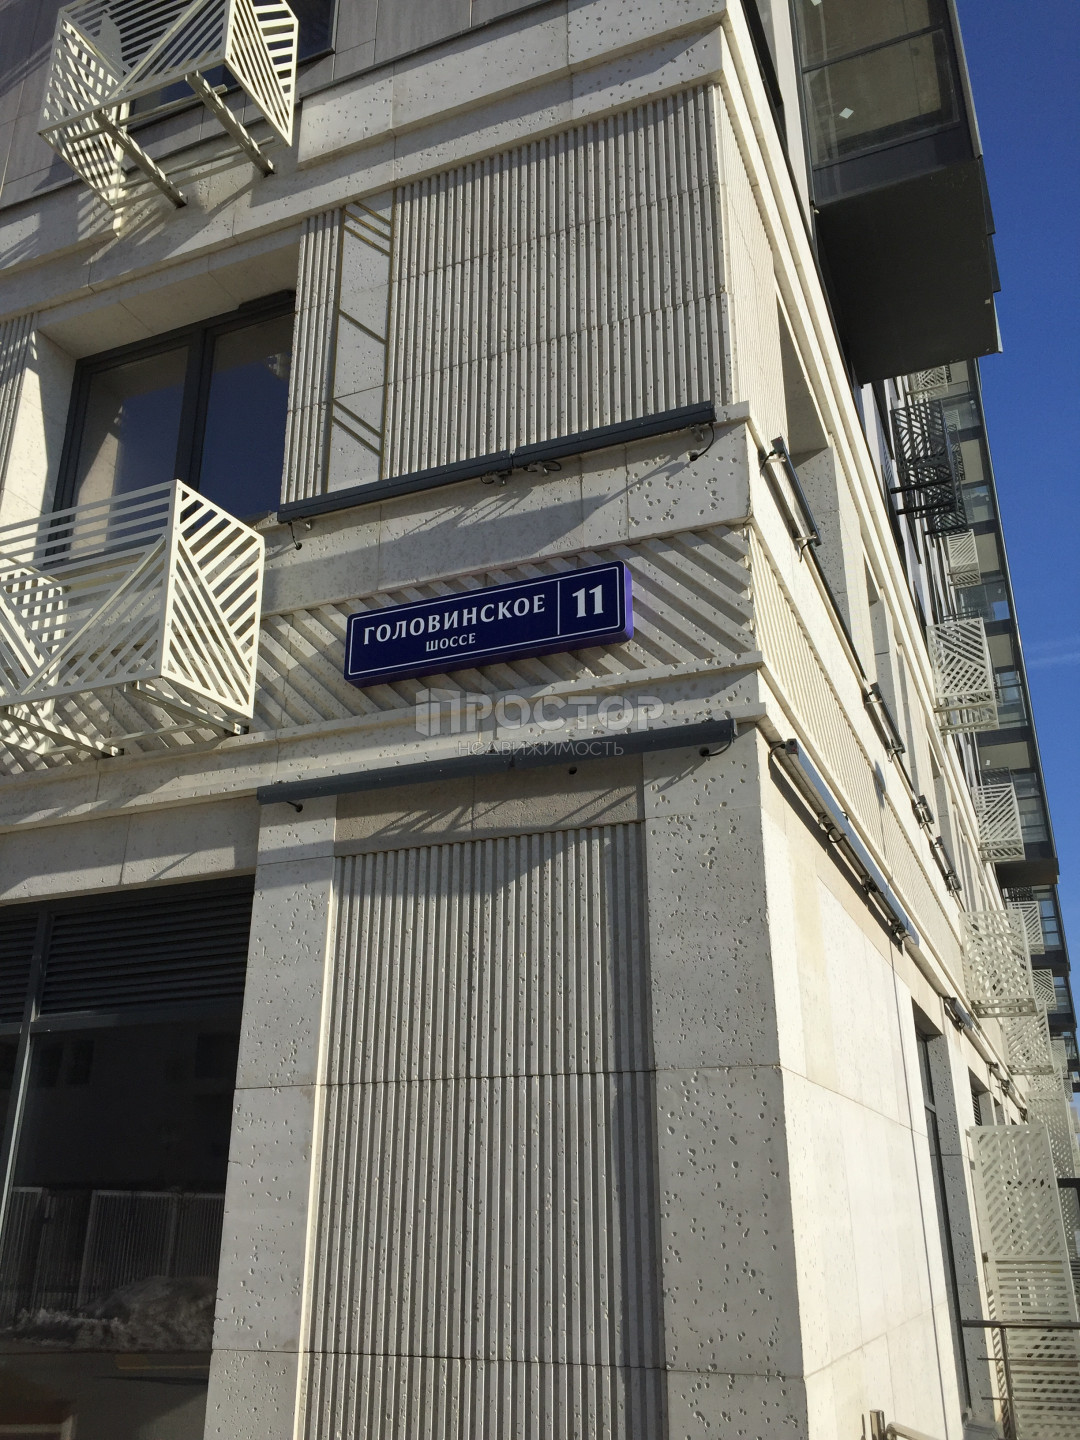 ГОЛОВИНСКОЕ
ШОССЕ
11
ПРОСТОР
НЕДВИЖИМОСТЬ